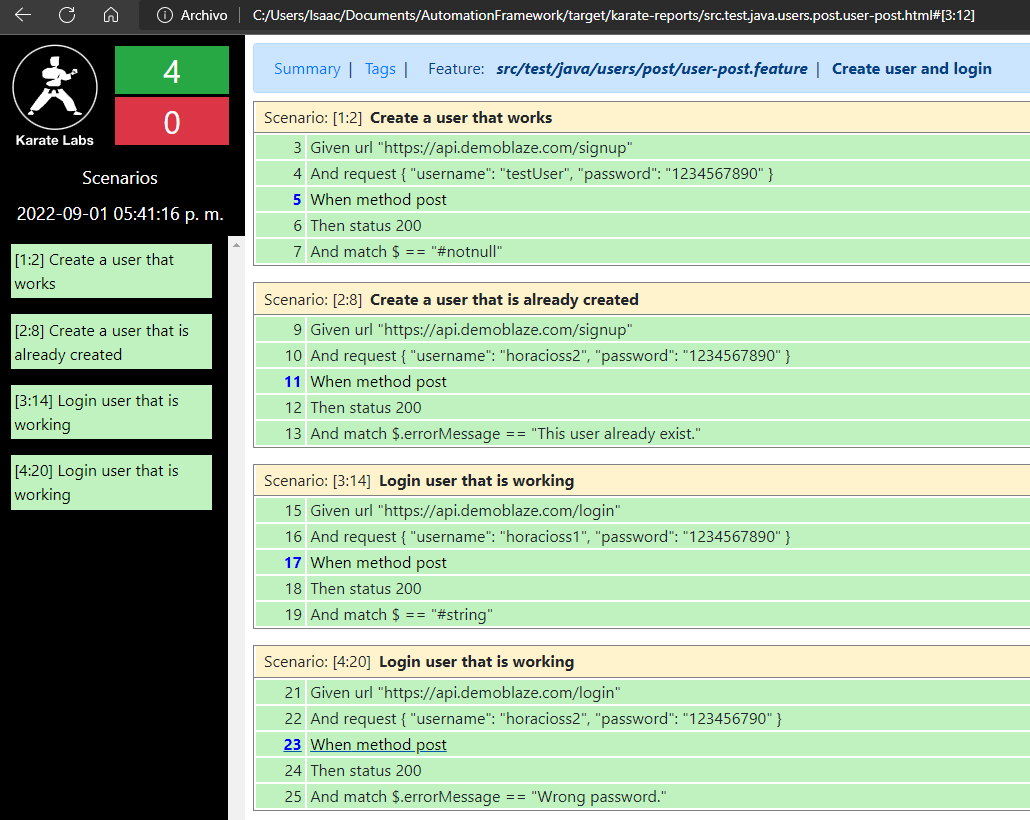 Archivo C:/Users/Isaac/Documents/AutomationFramework/target/karate-reports/src.test.java.users.post.user-post.html#[3:12]
4
0
Karate Labs
Scenarios
2022-09-01 05:41:16 p. m.
[1:2] Create a user that
works
[2:8] Create a user that is
already created
[3:14] Login user that is
working
[4:20] Login user that is
working
Summary | Tags | Feature: src/test/java/users/post/user-post.feature | Create user and login
Scenario: [1:2] Create a user that works
3 Given url "https://api.demoblaze.com/signup"
4 And request { "username": "testUser", "password": "1234567890" }
5 When method post
6 Then status 200
7 And match $ == "#notnull"
Scenario: [2:8] Create a user that is already created
9 Given url "https://api.demoblaze.com/signup"
10 And request { "username": "horacioss2", "password": "1234567890" }
11 When method post
12 Then status 200
13 And match $.errorMessage == "This user already exist."
Scenario: [3:14] Login user that is working
15 Given url "https://api.demoblaze.com/login"
16 And request { "username": "horacioss1", "password": "1234567890" }
17 When method post
18 Then status 200
19 And match $ == "#string"
Scenario: [4:20] Login user that is working
21 Given url "https://api.demoblaze.com/login"
22 And request { "username": "horacioss2", "password": "123456790" }
23 When method post
24 Then status 200
25 And match $.errorMessage == "Wrong password."